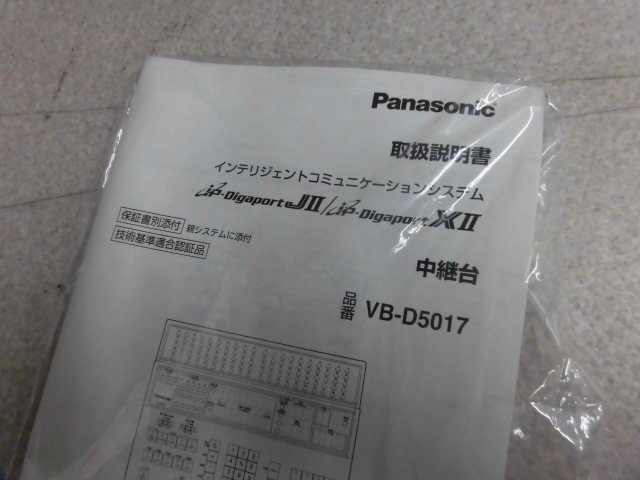 Panasonic
取扱説明書
インテリジェントコミュニケーションシステム
IP-Digaport JII/IP-Digaport XII
保証書別添付 親システムに添付
技術基準適合認証品
中継台
品番 VB-D5017
Panasonic